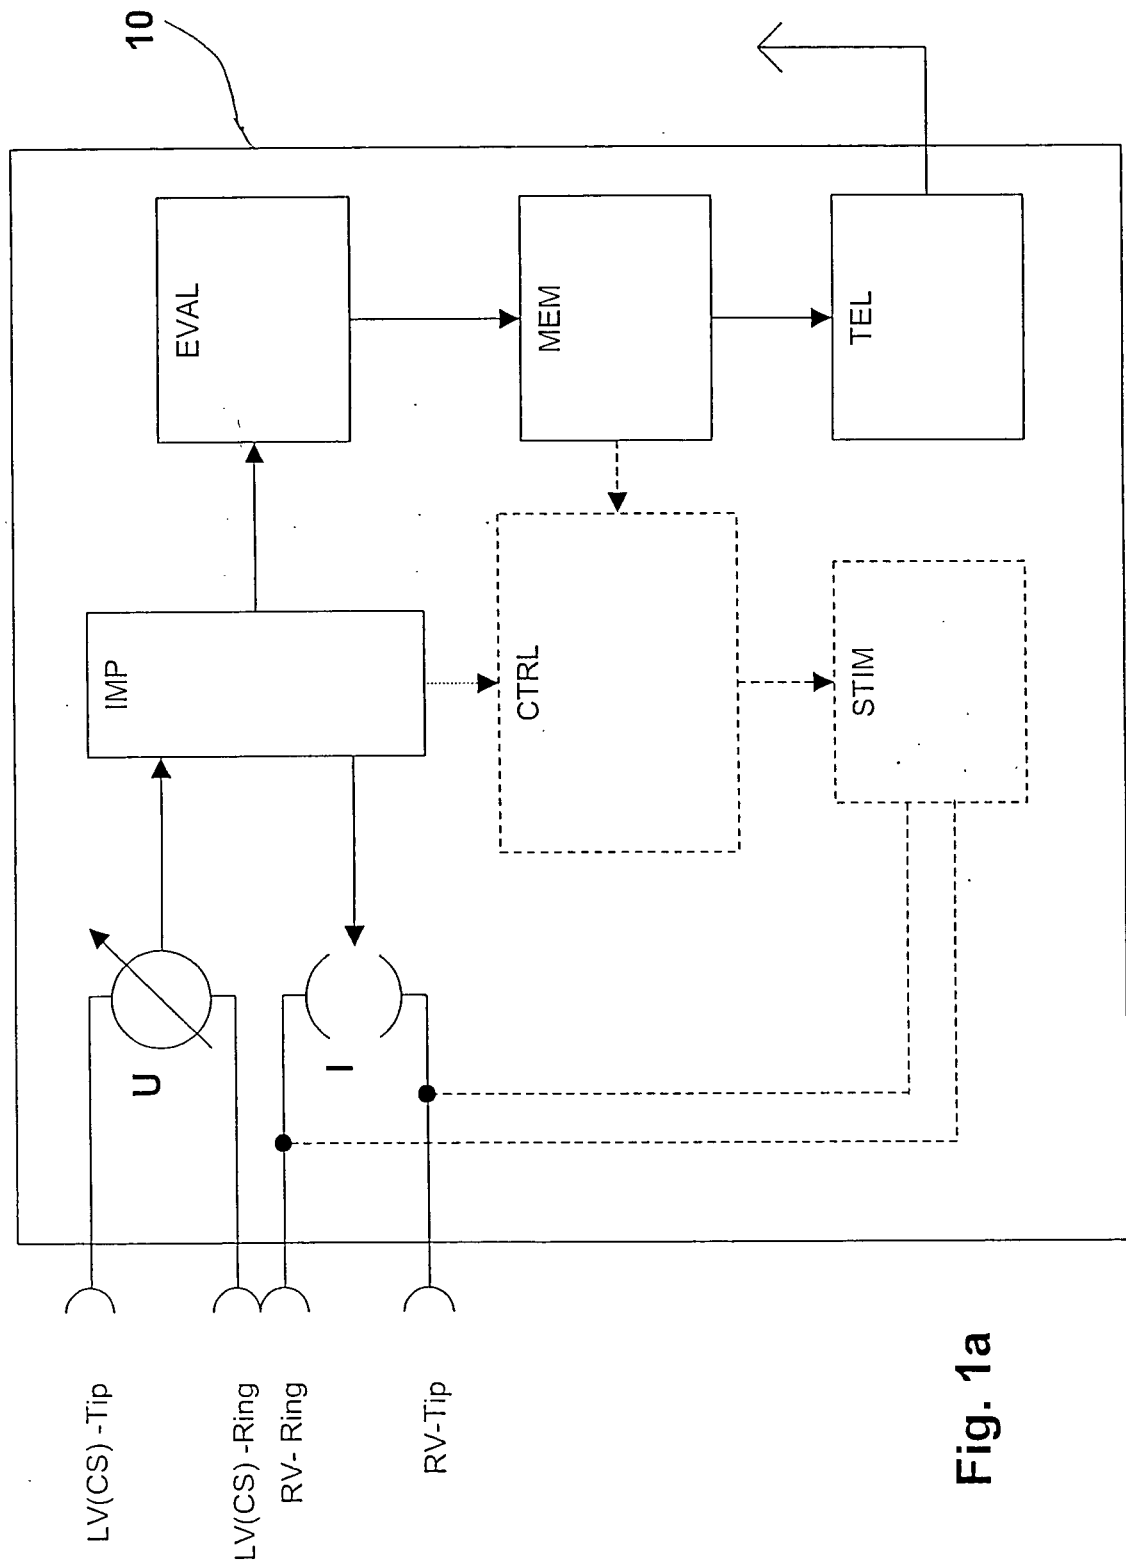 10
EVAL
MEM
TEL
IMP
CTRL
STIM
U
I
LV(CS) -Tip
LV(CS) -Ring
RV- Ring
RV-Tip
Fig. 1a